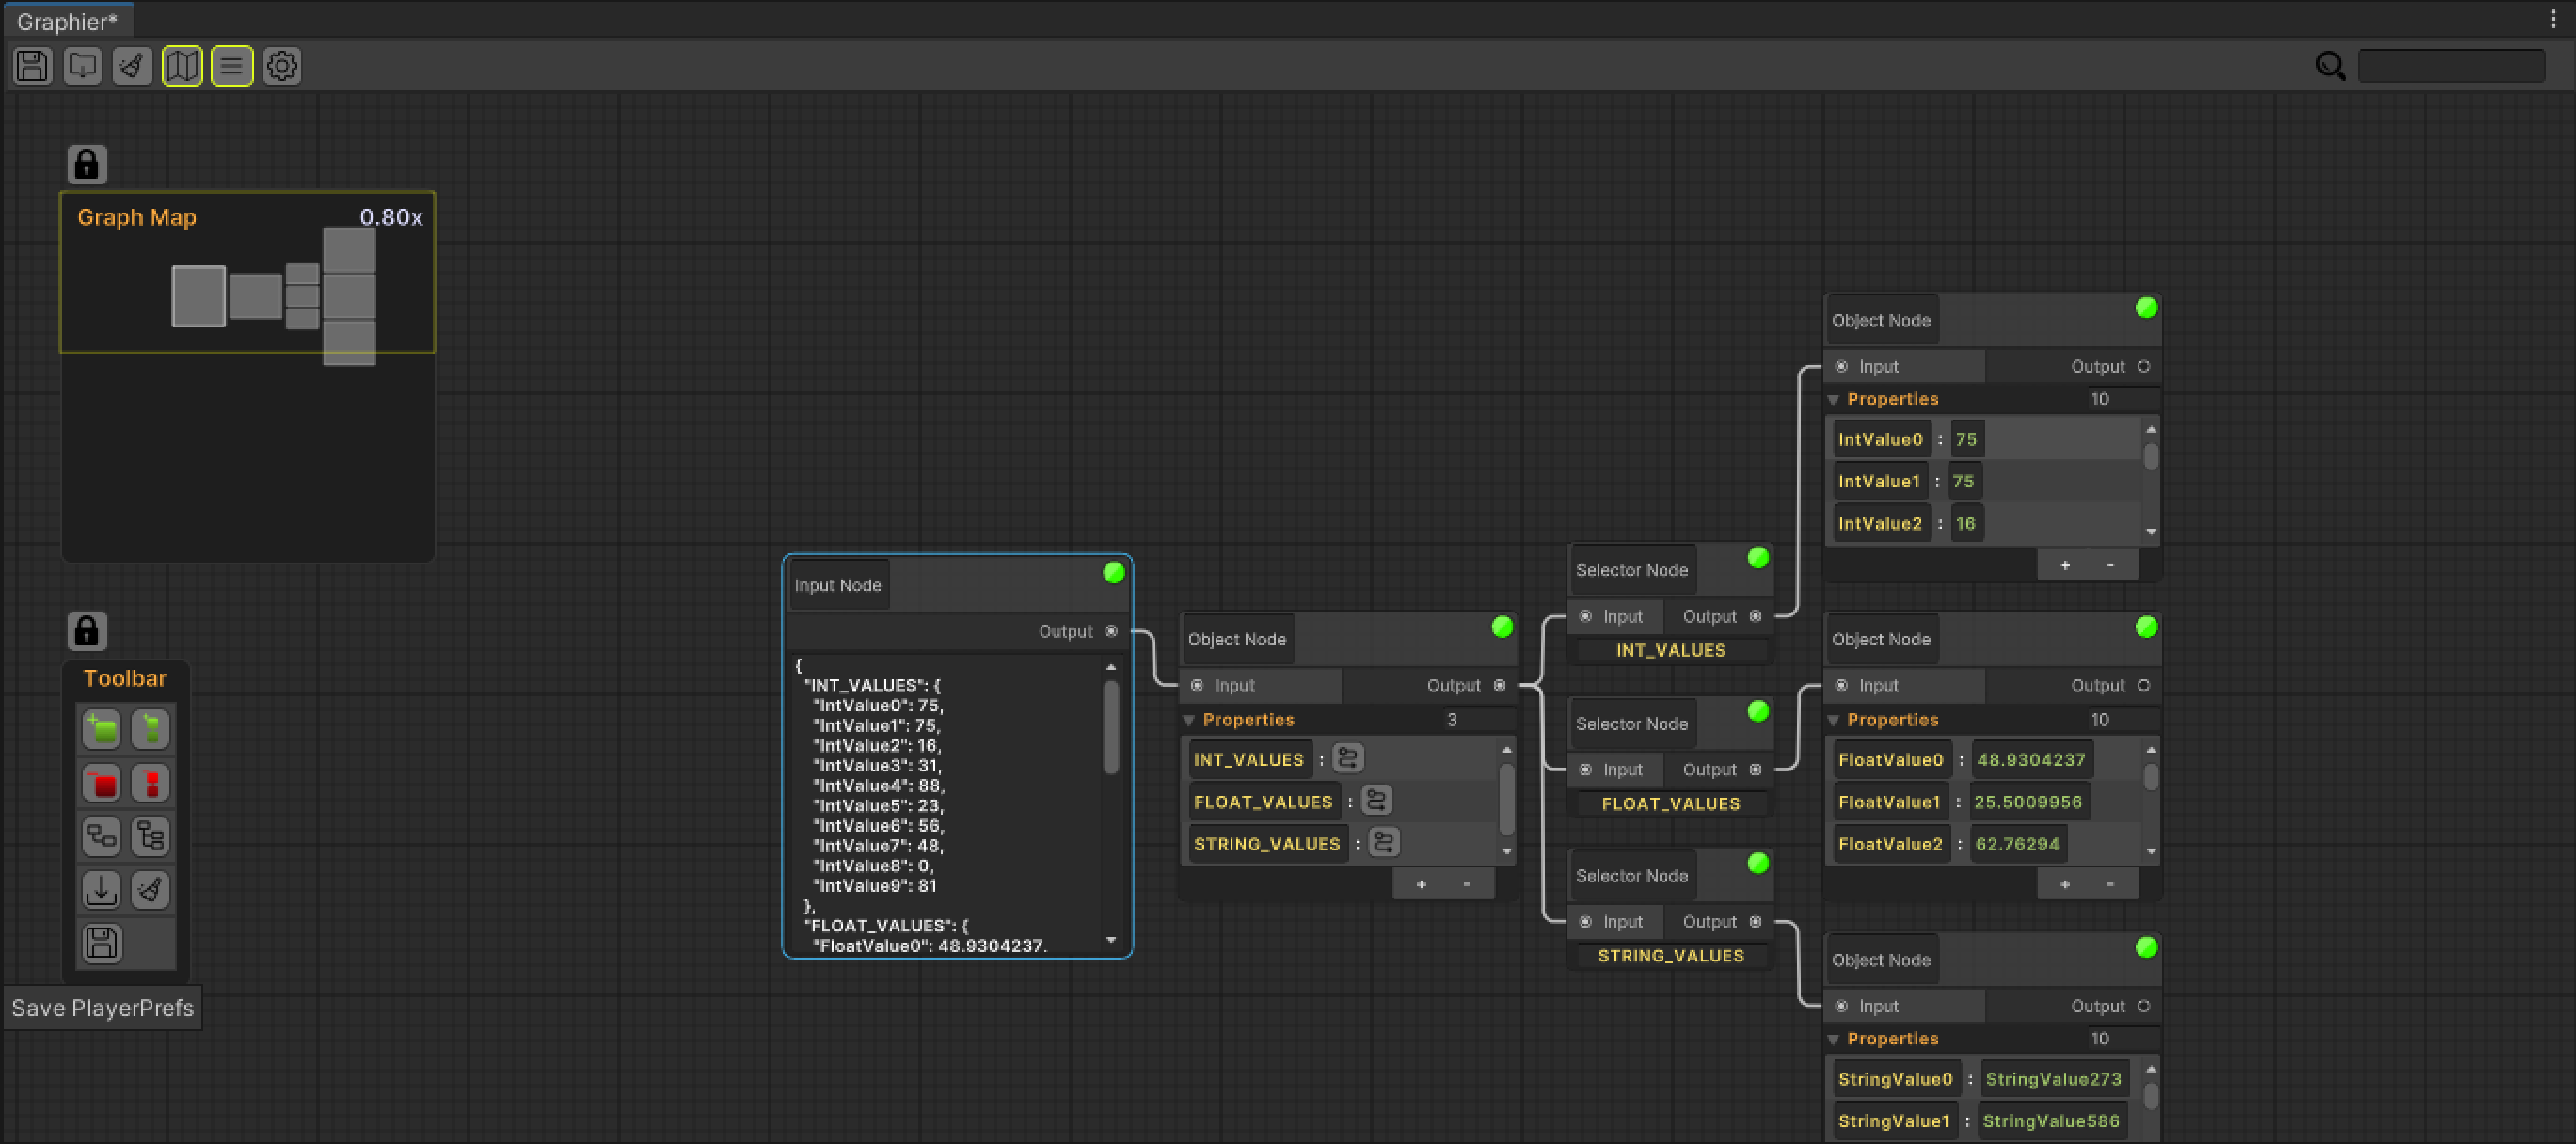 Graphier*
Graph Map
0.80x
Toolbar
Save PlayerPrefs
Input Node
Output
{
"INT_VALUES": {
"IntValue0": 75,
"IntValue1": 75,
"IntValue2": 16,
"IntValue3": 31,
"IntValue4": 88,
"IntValue5": 23,
"IntValue6": 56,
"IntValue7": 48,
"IntValue8": 0,
"IntValue9": 81
},
"FLOAT_VALUES": {
"FloatValue0": 48.9304237,
Object Node
Input Output
Properties 3
INT_VALUES :
FLOAT_VALUES :
STRING_VALUES :
+ -
Selector Node
Input Output
INT_VALUES
Selector Node
Input Output
FLOAT_VALUES
Selector Node
Input Output
STRING_VALUES
Object Node
Input Output
Properties 10
IntValue0 : 75
IntValue1 : 75
IntValue2 : 16
+ -
Object Node
Input Output
Properties 10
FloatValue0 : 48.9304237
FloatValue1 : 25.5009956
FloatValue2 : 62.76294
+ -
Object Node
Input Output
Properties 10
StringValue0 : StringValue273
StringValue1 : StringValue586